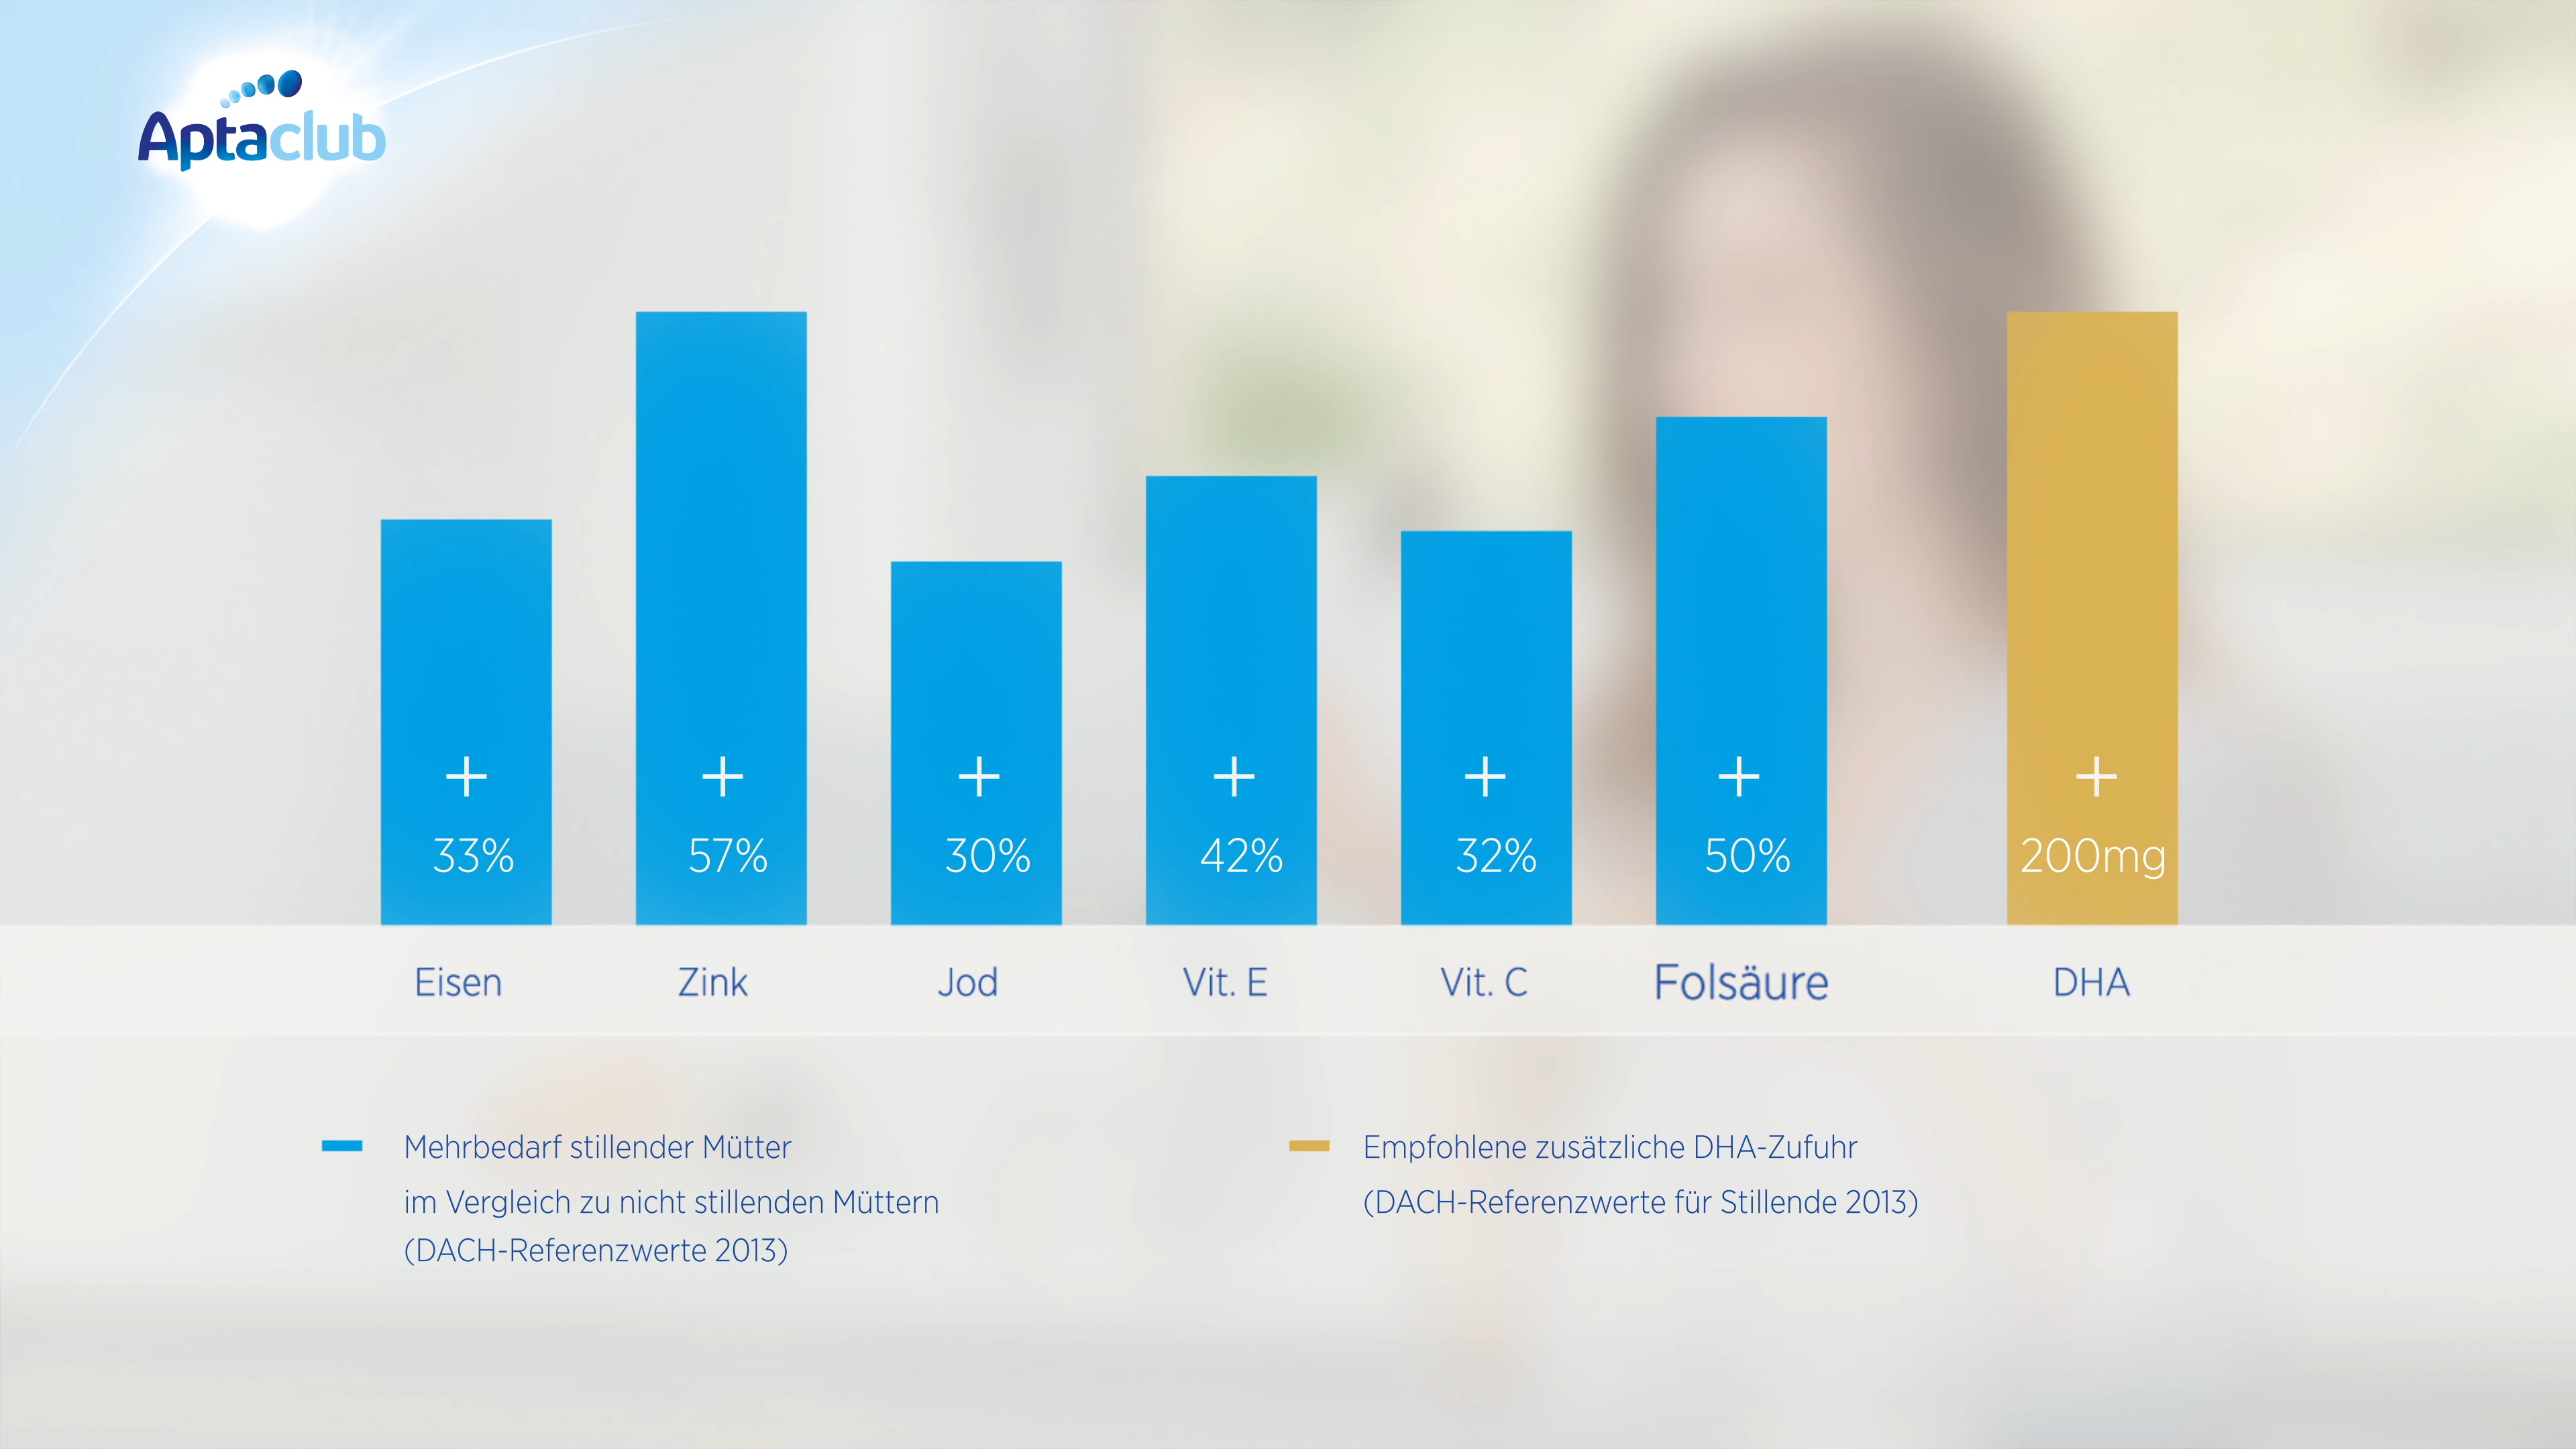 Aptaclub
+ + + + + + +
33% 57% 30% 42% 32% 50% 200mg
Eisen Zink Jod Vit. E Vit. C Folsäure DHA
Mehrbedarf stillender Mütter
im Vergleich zu nicht stillenden Müttern
(DACH-Referenzwerte 2013)
Empfohlene zusätzliche DHA-Zufuhr
(DACH-Referenzwerte für Stillende 2013)